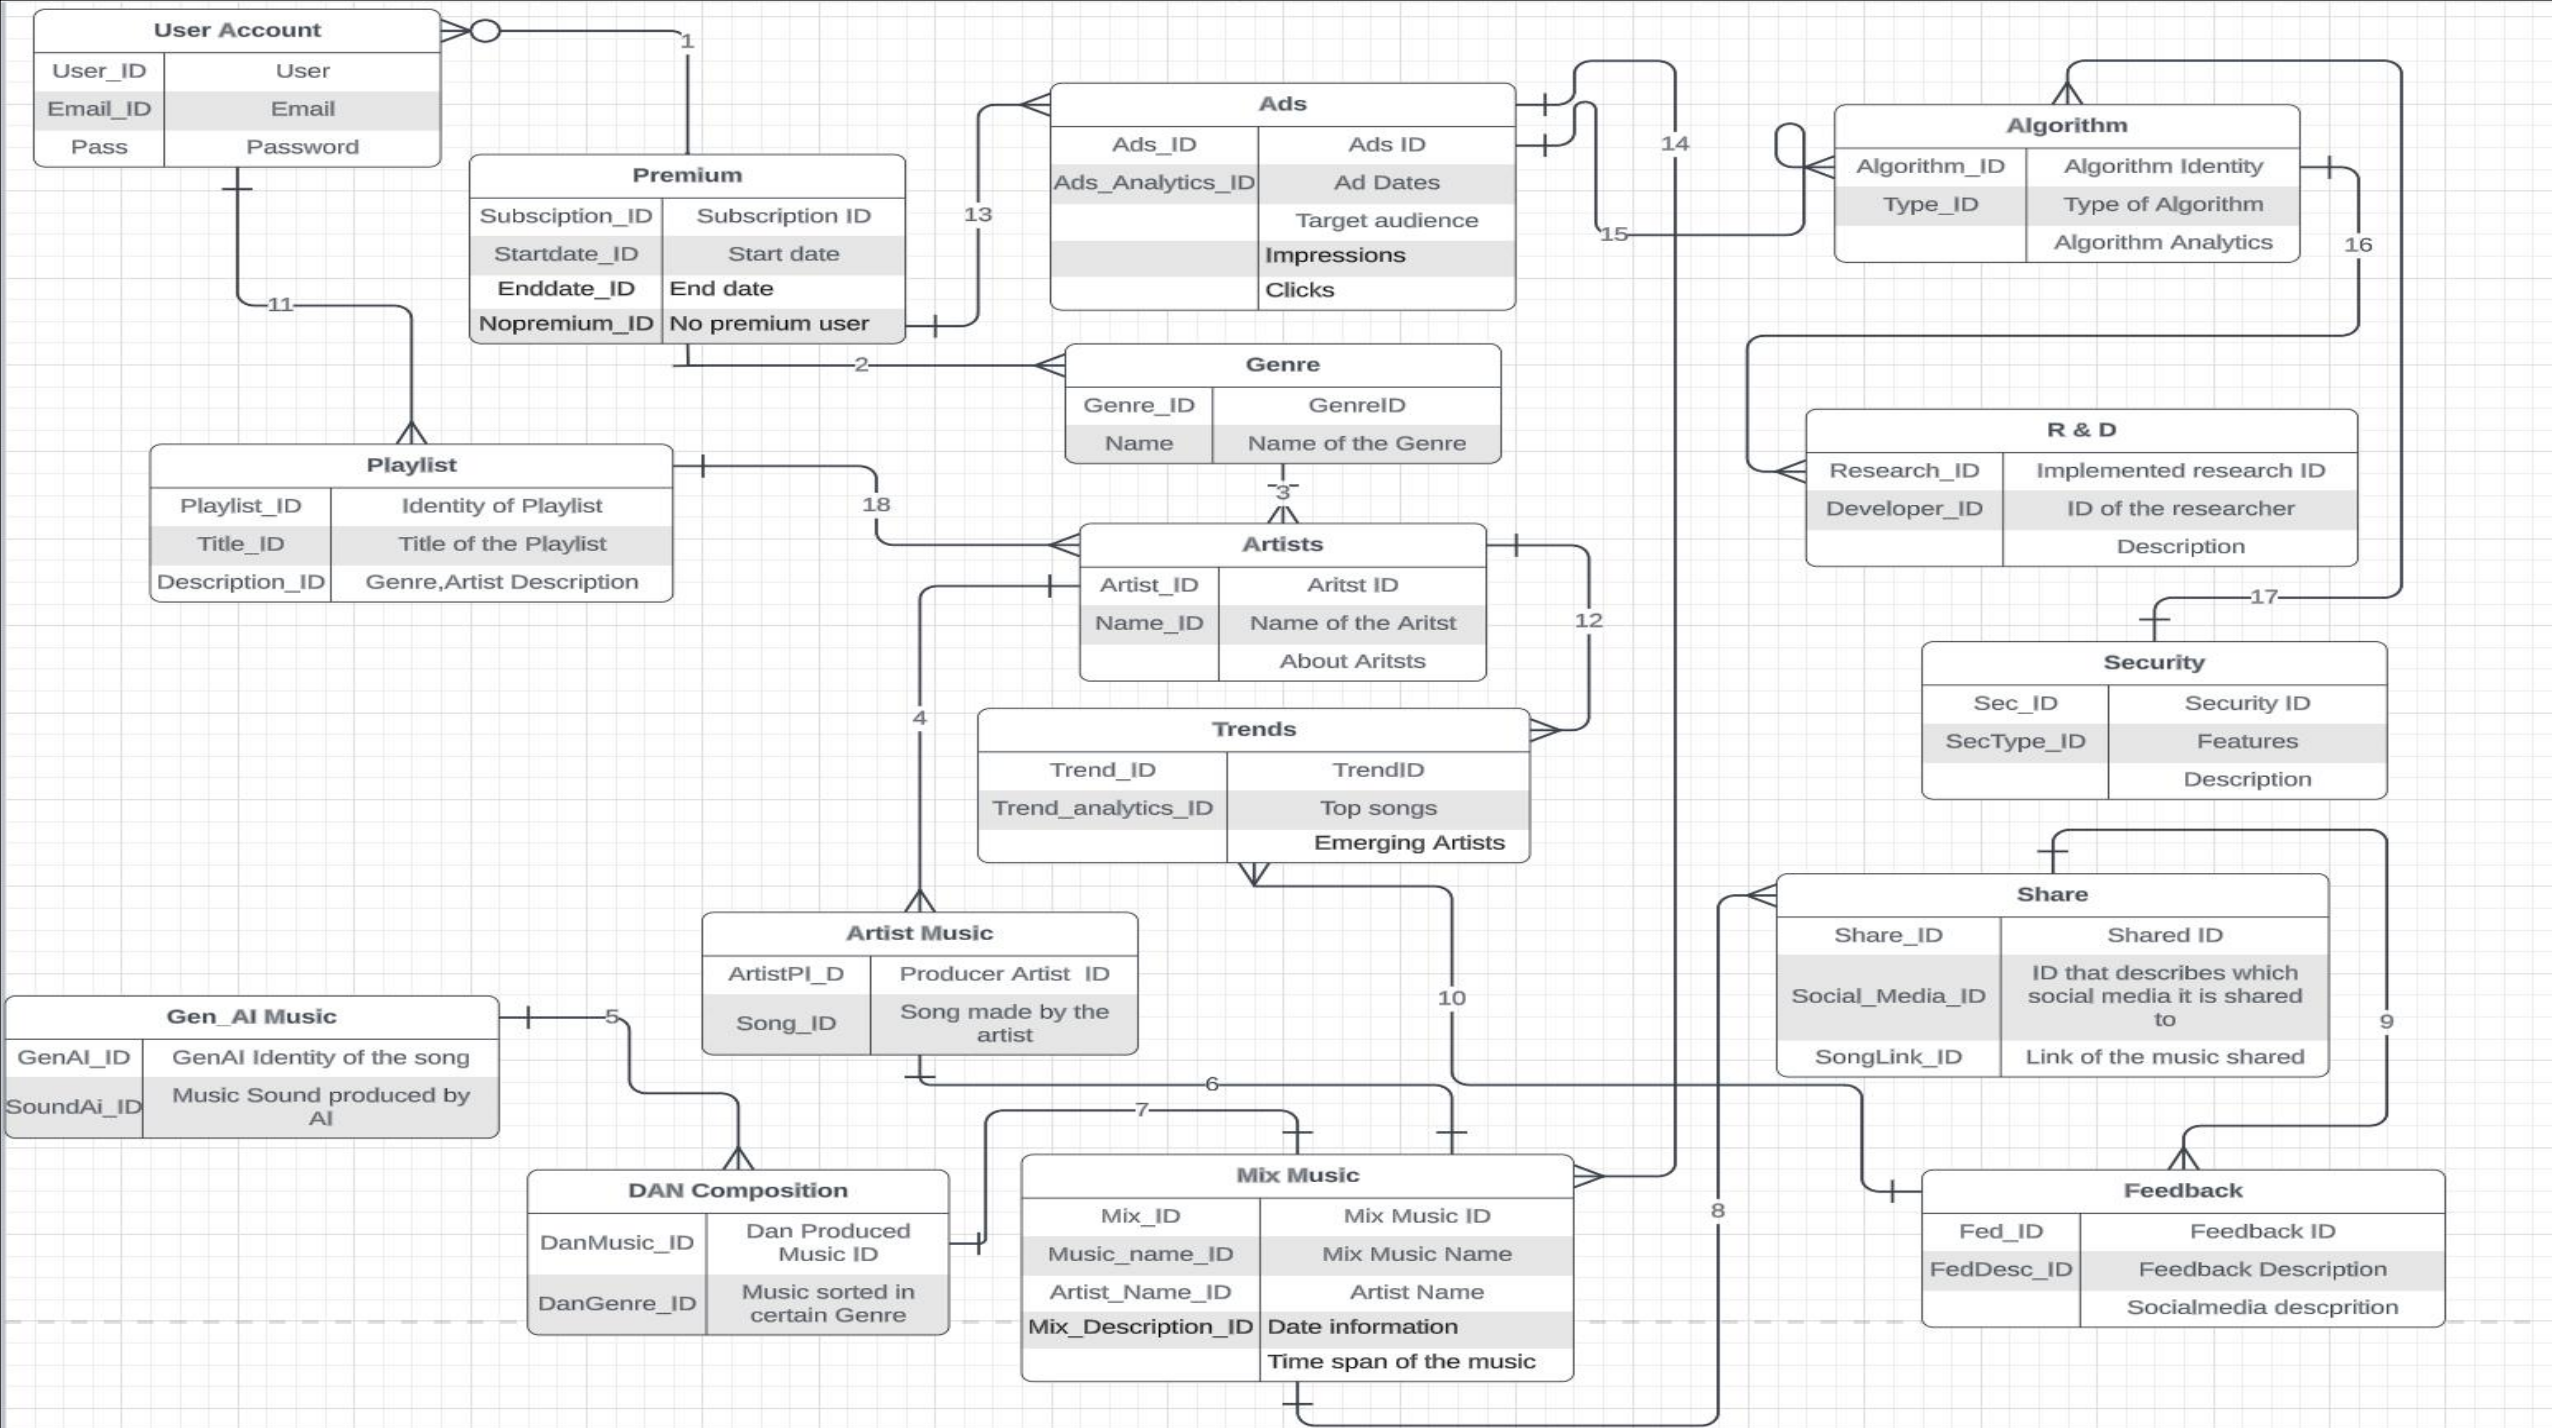 User Account
User_ID User
Email_ID Email
Pass Password
1
Premium
Subsciption_ID Subscription ID
Startdate_ID Start date
Enddate_ID End date
Nopremium_ID No premium user
13
Ads
Ads_ID Ads ID
Ads_Analytics_ID Ad Dates
Target audience
Impressions
Clicks
14
15
Algorithm
Algorithm_ID Algorithm Identity
Type_ID Type of Algorithm
Algorithm Analytics
16
11
2
Genre
Genre_ID GenreID
Name Name of the Genre
3
R & D
Research_ID Implemented research ID
Developer_ID ID of the researcher
Description
17
Playlist
Playlist_ID Identity of Playlist
Title_ID Title of the Playlist
Description_ID Genre,Artist Description
18
Artists
Artist_ID Aritst ID
Name_ID Name of the Aritst
About Aritsts
12
4
Security
Sec_ID Security ID
SecType_ID Features
Description
Trends
Trend_ID TrendID
Trend_analytics_ID Top songs
Emerging Artists
10
Share
Share_ID Shared ID
Social_Media_ID ID that describes which
social media it is shared
to
SongLink_ID Link of the music shared
9
Artist Music
ArtistPI_D Producer Artist ID
Song_ID Song made by the
artist
Gen_AI Music
GenAI_ID GenAI Identity of the song
SoundAi_ID Music Sound produced by
AI
5
6
7
DAN Composition
DanMusic_ID Dan Produced
Music ID
DanGenre_ID Music sorted in
certain Genre
Mix Music
Mix_ID Mix Music ID
Music_name_ID Mix Music Name
Artist_Name_ID Artist Name
Mix_Description_ID Date information
Time span of the music
8
Feedback
Fed_ID Feedback ID
FedDesc_ID Feedback Description
Socialmedia descprition